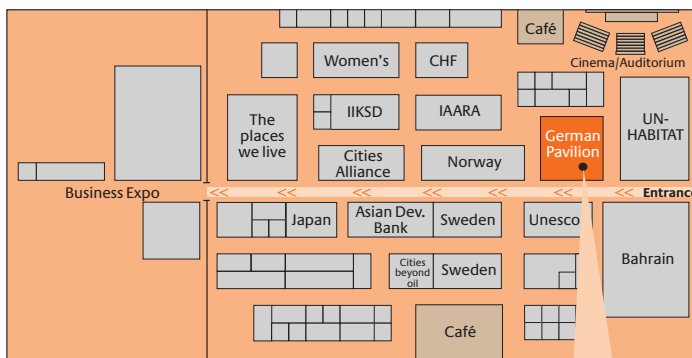 Café
Cinema/Auditorium
Women's
CHF
The
places
we live
IIKSD
IAARA
German
Pavilion
UN-
HABITAT
Cities
Alliance
Norway
Business Expo
<< << << << << << <<
Entrance
Japan
Asian Dev.
Bank
Sweden
Unesco
Bahrain
Cities
beyond
oil
Sweden
Café